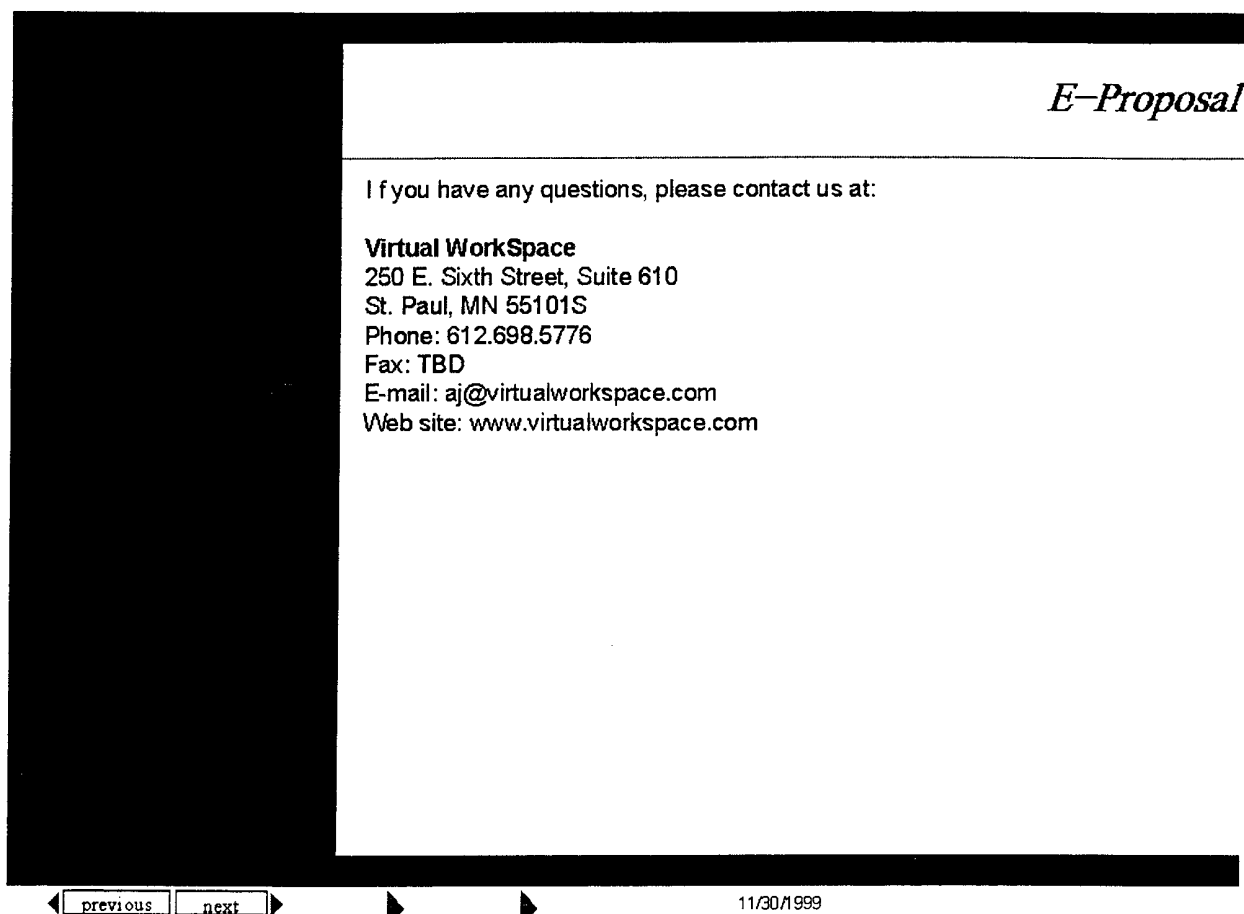 E-Proposal
I f you have any questions, please contact us at:
Virtual WorkSpace
250 E. Sixth Street, Suite 610
St. Paul, MN 55101S
Phone: 612.698.5776
Fax: TBD
E-mail: aj@virtualworkspace.com
Web site: www.virtualworkspace.com
previous next 11/30/1999